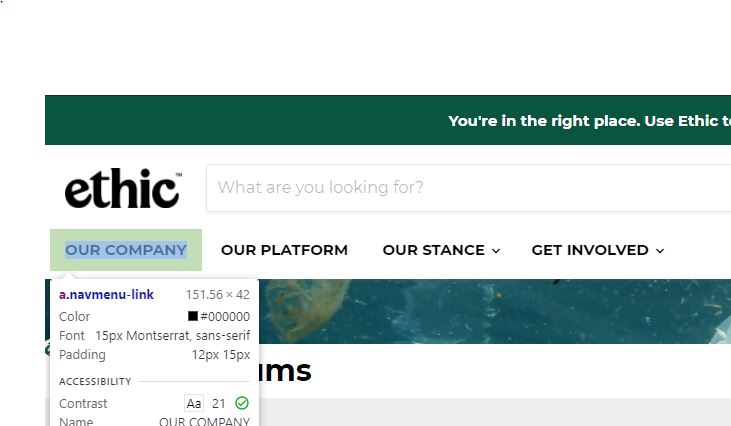 You're in the right place. Use Ethic
ethic™
What are you looking for?
OUR COMPANY OUR PLATFORM OUR STANCE GET INVOLVED
a.navmenu-link 151.56 × 42
Color #000000
Font 15px Montserrat, sans-serif
Padding 12px 15px
ums
ACCESSIBILITY
Contrast Aa 21
Name OUR COMPANY